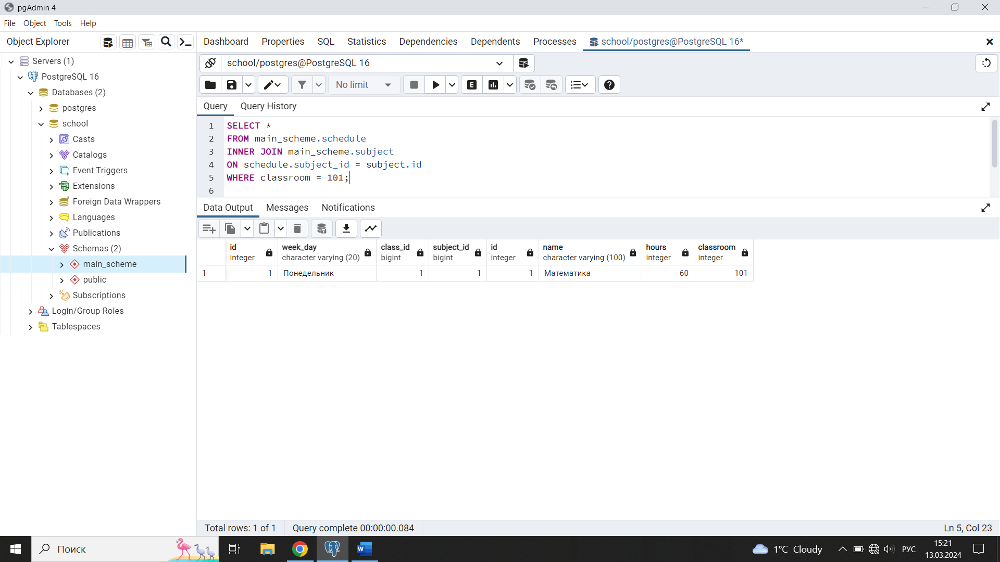 pgAdmin 4
File Object Tools Help
Object Explorer
Dashboard Properties SQL Statistics Dependencies Dependents Processes school/postgres@PostgreSQL 16*
Servers (1)
PostgreSQL 16
Databases (2)
postgres
school
Casts
Catalogs
Event Triggers
Extensions
Foreign Data Wrappers
Languages
Publications
Schemas (2)
main_scheme
public
Subscriptions
Login/Group Roles
Tablespaces
school/postgres@PostgreSQL 16
No limit
E
Query Query History
1 SELECT *
2 FROM main_scheme.schedule
3 INNER JOIN main_scheme.subject
4 ON schedule.subject_id = subject.id
5 WHERE classroom = 101;
6
Data Output Messages Notifications
id week_day class_id subject_id id name hours classroom
integer character varying (20) bigint bigint integer character varying (100) integer integer
1 1 Понедельник 1 1 1 Математика 60 101
Total rows: 1 of 1 Query complete 00:00:00.084 Ln 5, Col 23
Поиск
1°C Cloudy
РУС
15:21
13.03.2024